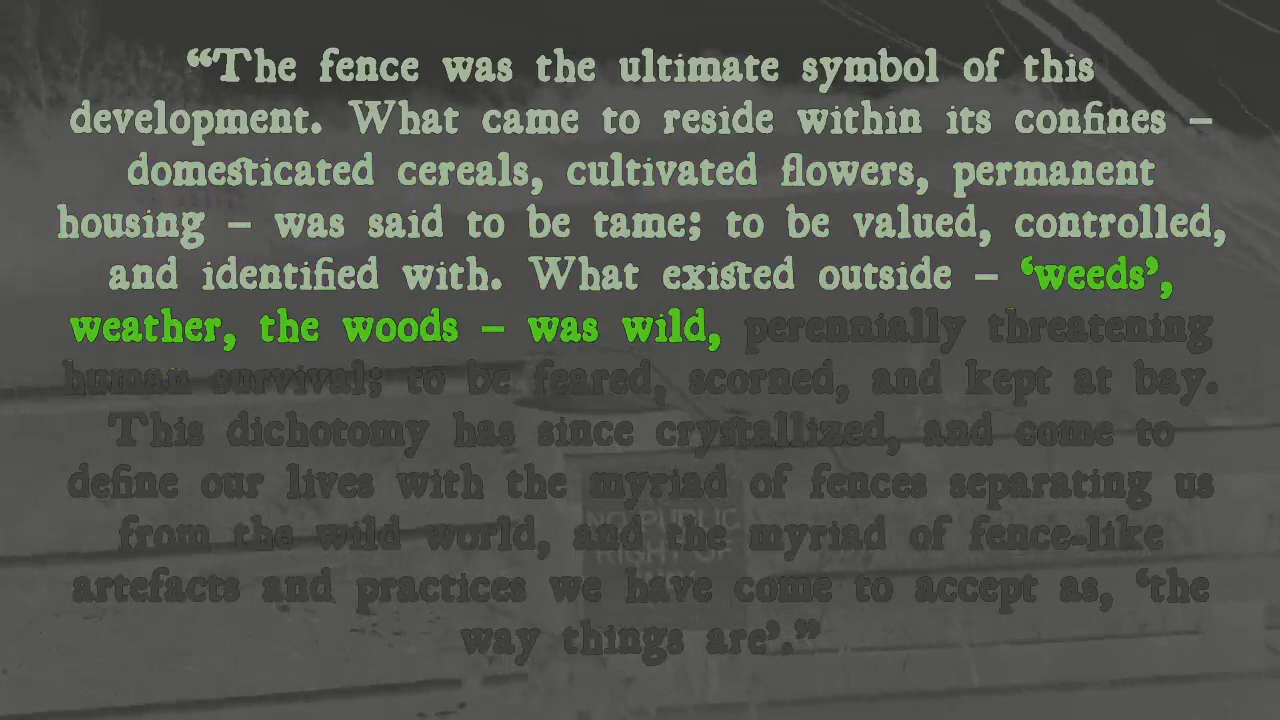 “The fence was the ultimate symbol of this
development. What came to reside within its confines –
domesticated cereals, cultivated flowers, permanent
housing – was said to be tame; to be valued, controlled,
and identified with. What existed outside – ‘weeds’,
weather, the woods – was wild, perennially threatening
human survival; to be feared, scorned, and kept at bay.
This dichotomy has since crystallized, and come to
define our lives with the myriad of fences separating us
from the wild world, and the myriad of fence-like
artefacts and practices we have come to accept as, ‘the
way things are’.”
NO PUBLIC
RIGHT OF